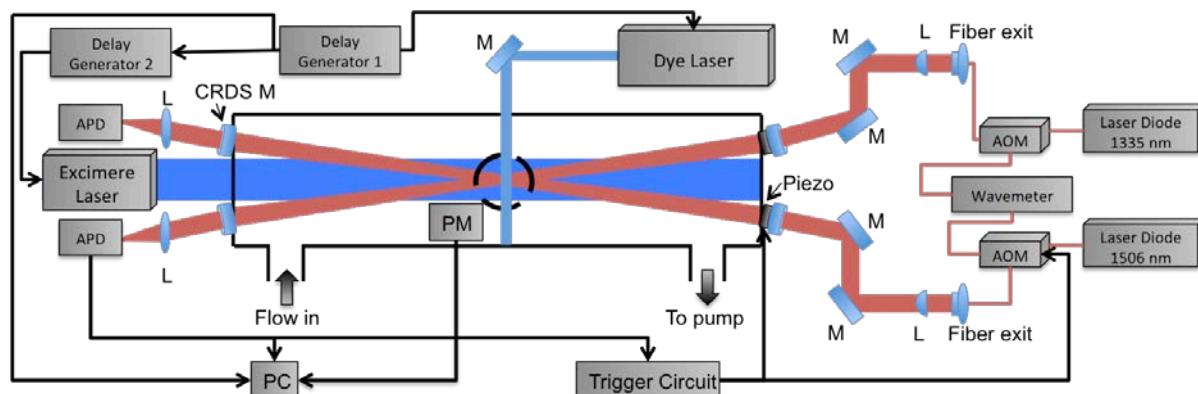 Delay
Generator 2
Delay
Generator 1
M
Dye Laser
M
L
Fiber exit
L
CRDS M
APD
M
AOM
Laser Diode
1335 nm
Excimere
Laser
Piezo
Wavemeter
PM
APD
M
AOM
Laser Diode
1506 nm
L
Flow in
To pump
M
L
Fiber exit
PC
Trigger Circuit